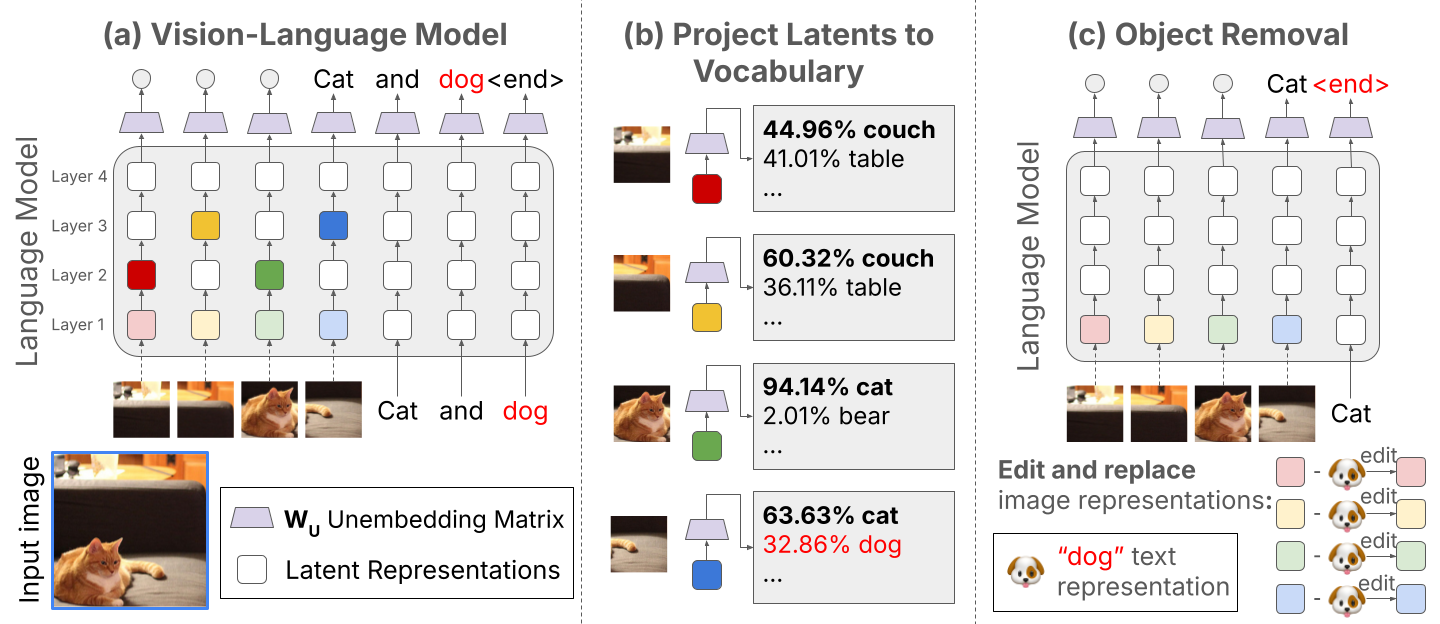 (a) Vision-Language Model
Cat and dog <end>
Language Model
Layer 4
Layer 3
Layer 2
Layer 1
Cat and dog
Input image
W_U Unembedding Matrix
Latent Representations
(b) Project Latents to
Vocabulary
44.96% couch
41.01% table
...
60.32% couch
36.11% table
...
94.14% cat
2.01% bear
...
63.63% cat
32.86% dog
...
(c) Object Removal
Cat <end>
Language Model
Cat
Edit and replace
image representations:
- edit
- edit
- edit
- edit
“dog” text
representation